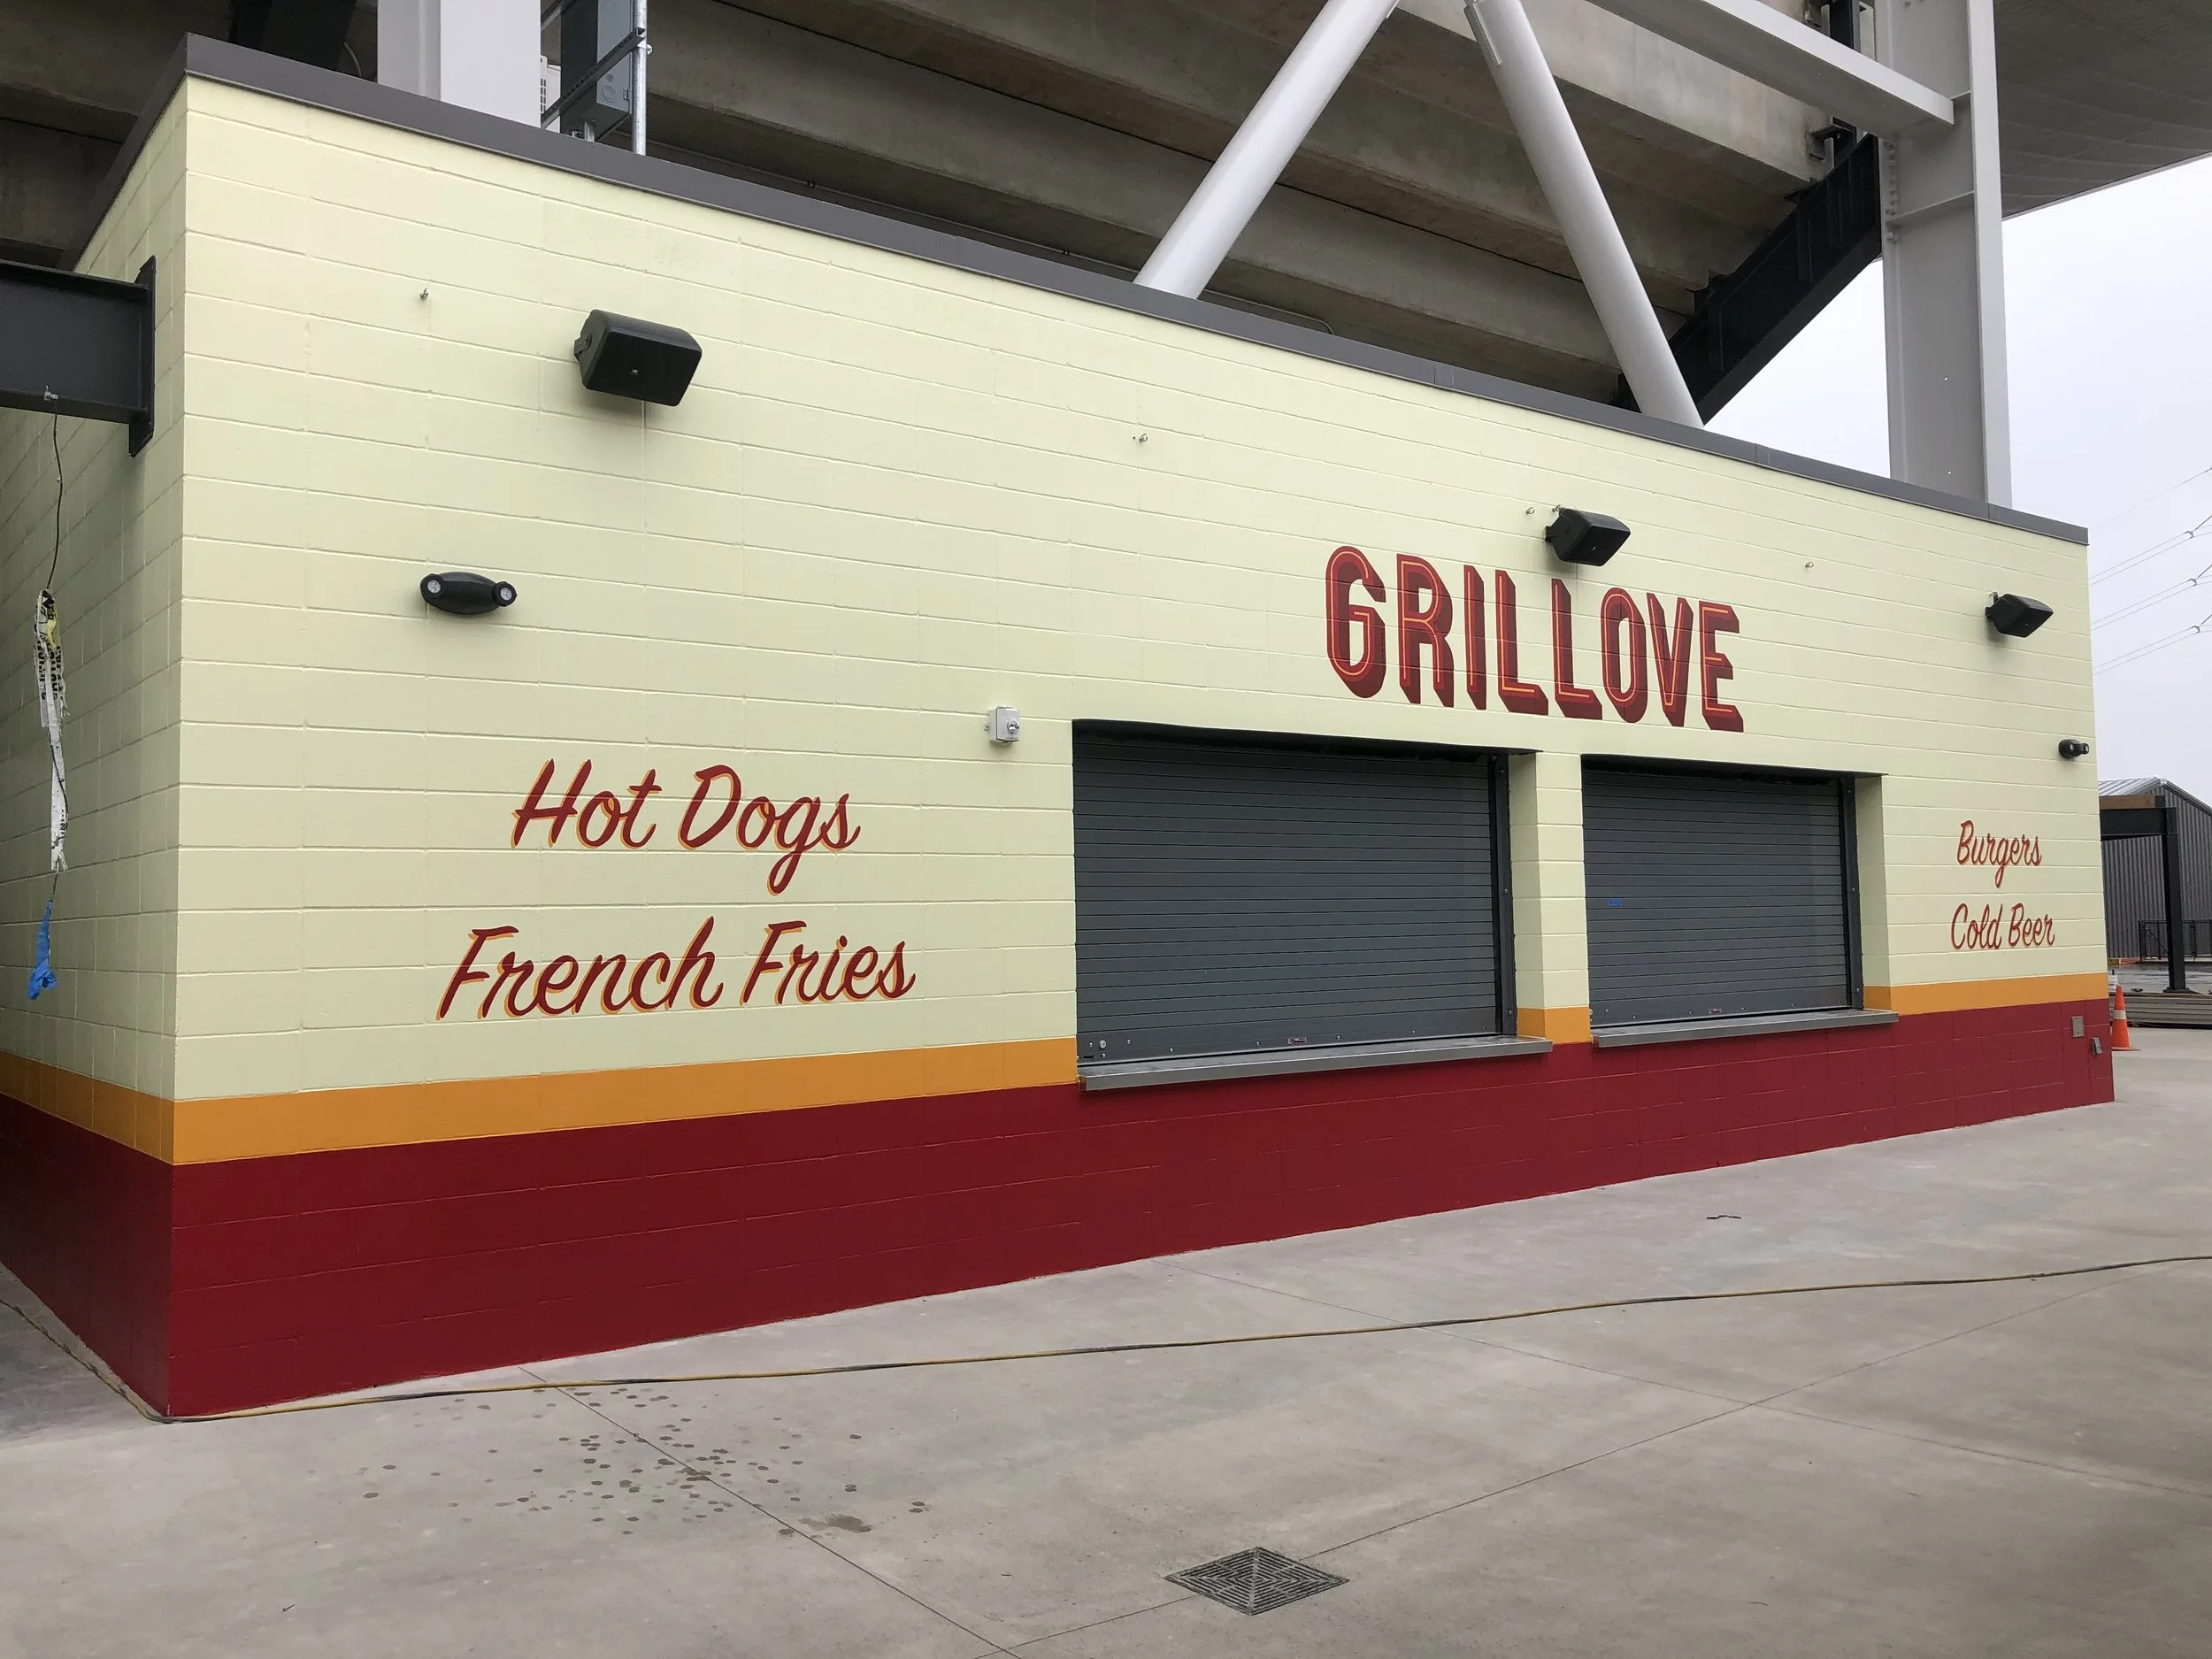 GRILLOVE
Hot Dogs
French Fries
Burgers
Cold Beer